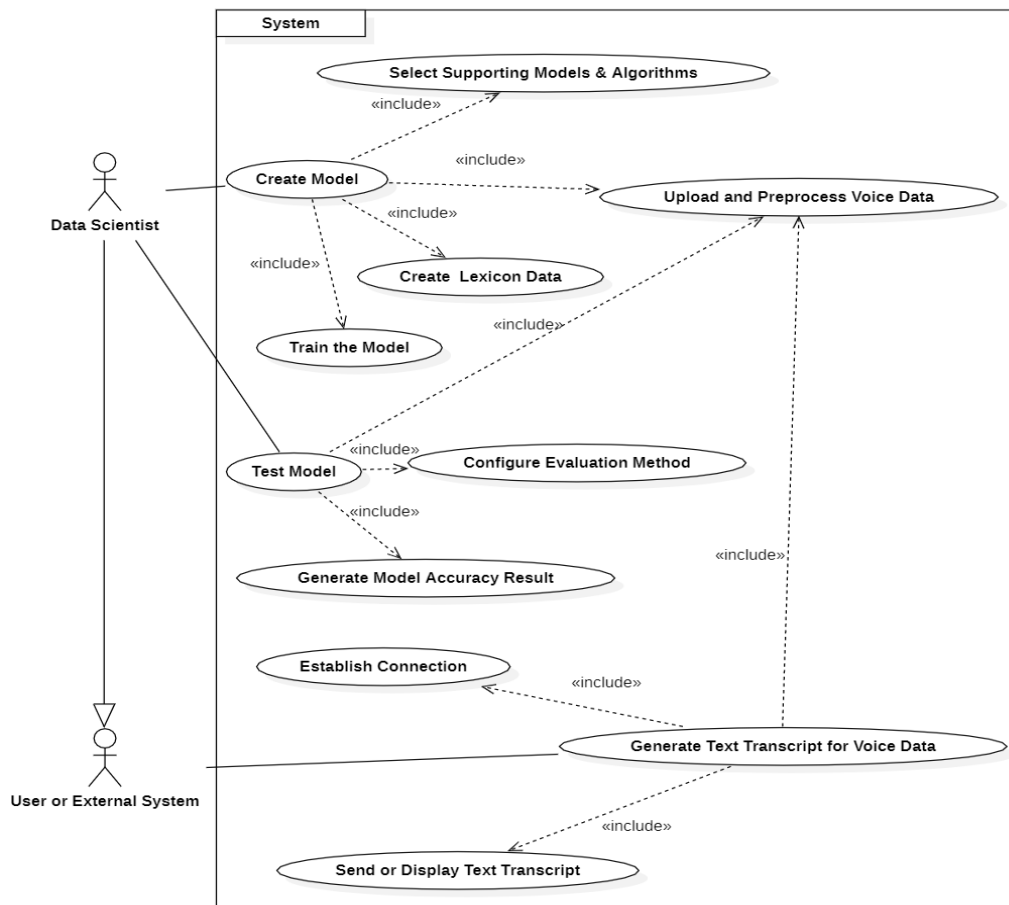 System
Select Supporting Models & Algorithms
«include»
«include»
Create Model
Upload and Preprocess Voice Data
«include»
Data Scientist
«include»
Create  Lexicon Data
«include»
Train the Model
«include»
Configure Evaluation Method
Test Model
«include»
Generate Model Accuracy Result
«include»
Establish Connection
«include»
Generate Text Transcript for Voice Data
User or External System
«include»
Send or Display Text Transcript